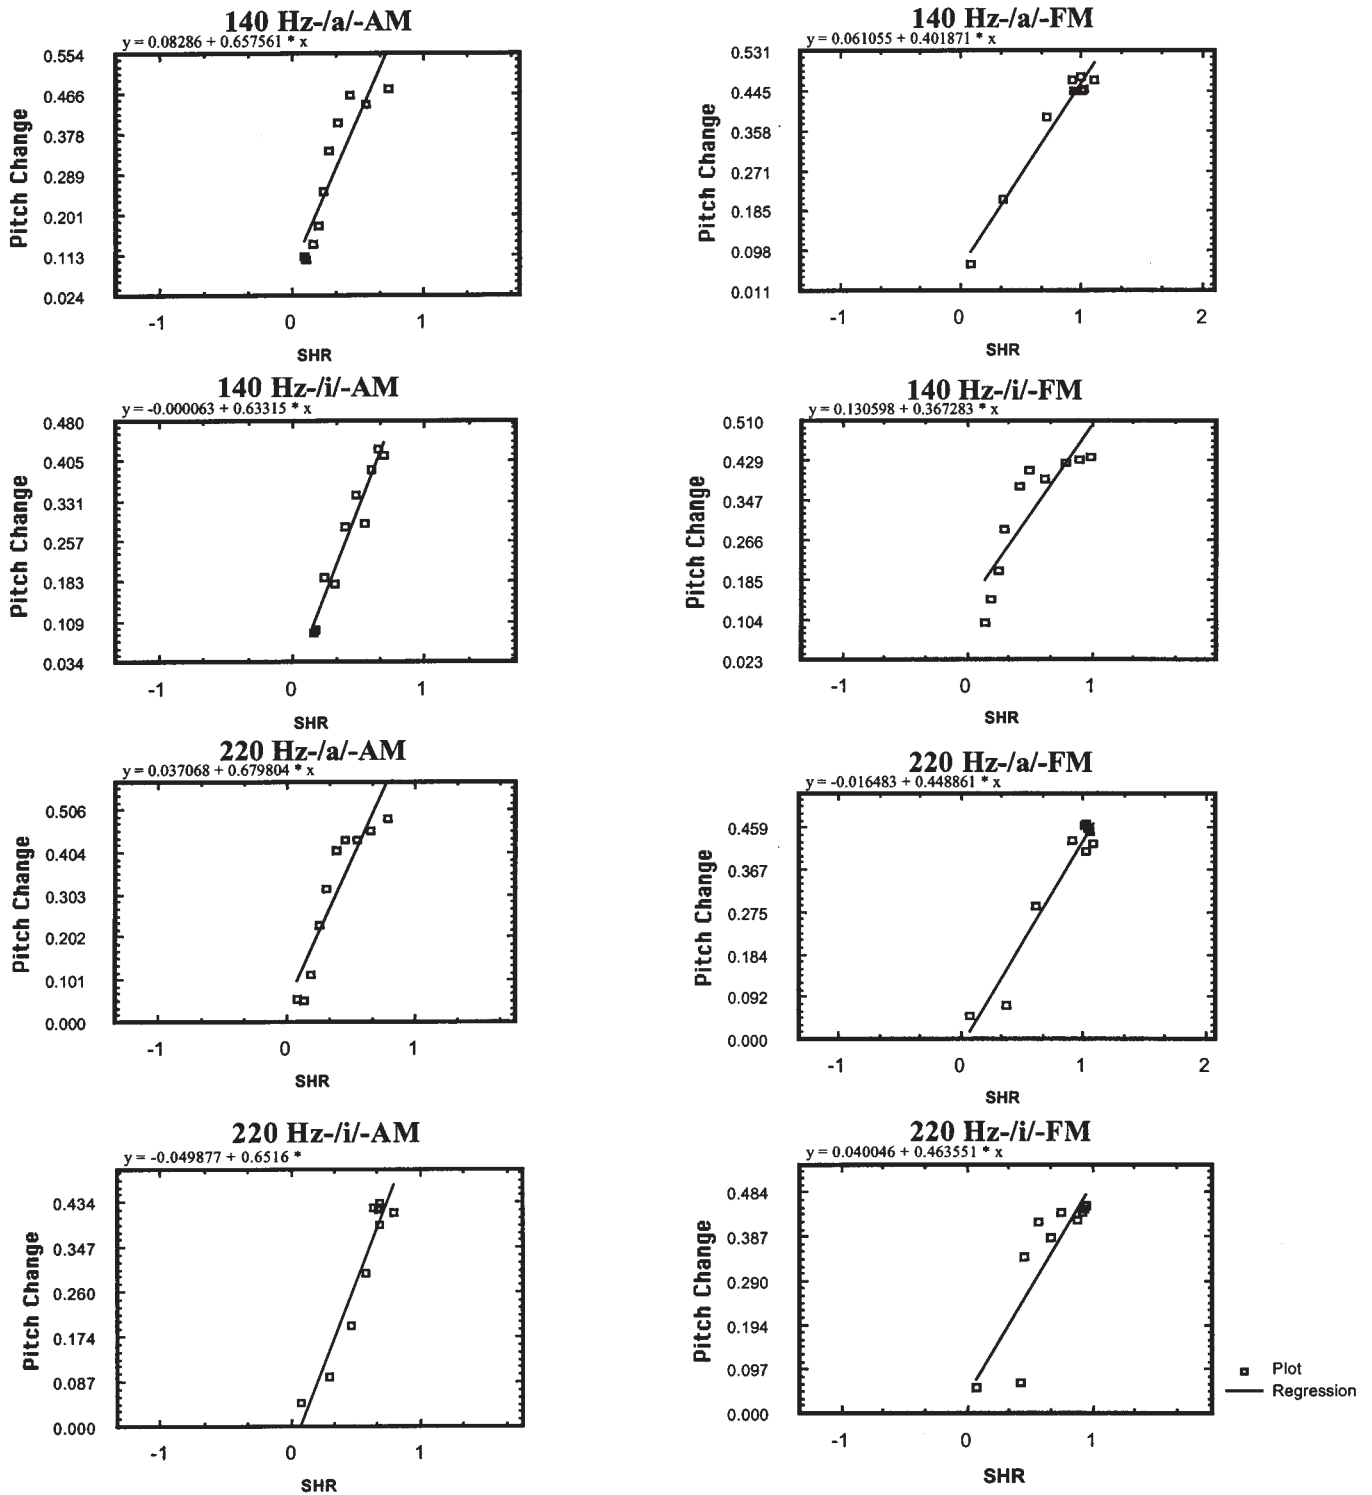 140 Hz-/a/-AM
y = 0.08286 + 0.657561 * x
0.554
0.466
0.378
0.289
0.201
0.113
0.024
Pitch Change
-1 0 1
SHR
140 Hz-/a/-FM
y = 0.061055 + 0.401871 * x
0.531
0.445
0.358
0.271
0.185
0.098
0.011
Pitch Change
-1 0 1 2
SHR
140 Hz-/i/-AM
y = -0.000063 + 0.63315 * x
0.480
0.405
0.331
0.257
0.183
0.109
0.034
Pitch Change
-1 0 1
SHR
140 Hz-/i/-FM
y = 0.130598 + 0.367283 * x
0.510
0.429
0.347
0.266
0.185
0.104
0.023
Pitch Change
-1 0 1
SHR
220 Hz-/a/-AM
y = 0.037068 + 0.679804 * x
0.506
0.404
0.303
0.202
0.101
0.000
Pitch Change
-1 0 1
SHR
220 Hz-/a/-FM
y = -0.016483 + 0.448861 * x
0.459
0.367
0.275
0.184
0.092
0.000
Pitch Change
-1 0 1 2
SHR
220 Hz-/i/-AM
y = -0.049877 + 0.6516 *
0.434
0.347
0.260
0.174
0.087
0.000
Pitch Change
-1 0 1
SHR
220 Hz-/i/-FM
y = 0.040046 + 0.463551 * x
0.484
0.387
0.290
0.194
0.097
0.000
Pitch Change
-1 0 1
SHR
Plot
Regression